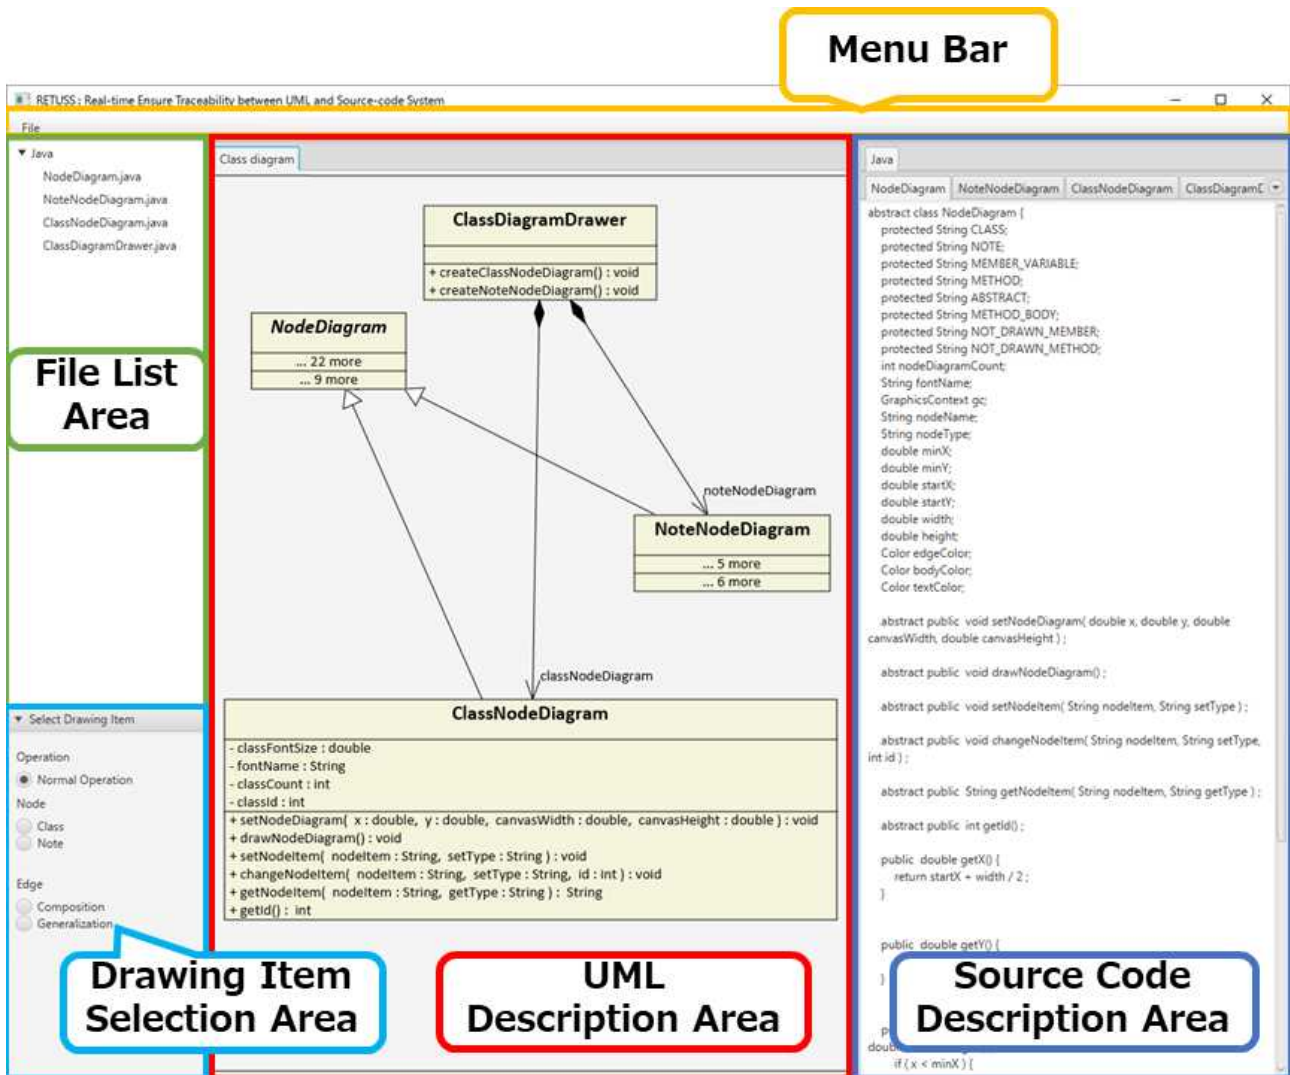 Menu Bar
RETUSS : Real-time Ensure Traceability between UML and Source-code System
File
Java
NodeDiagram.java
NoteNodeDiagram.java
ClassNodeDiagram.java
ClassDiagramDrawer.java
File List
Area
Select Drawing Item
Operation
Normal Operation
Node
Class
Note
Edge
Composition
Generalization
Drawing Item
Selection Area
Class diagram
ClassDiagramDrawer
+ createClassNodeDiagram() : void
+ createNoteNodeDiagram() : void
NodeDiagram
... 22 more
... 9 more
noteNodeDiagram
NoteNodeDiagram
... 5 more
... 6 more
classNodeDiagram
ClassNodeDiagram
- classFontSize : double
- fontName : String
- classCount : int
- classId : int
+ setNodeDiagram( x : double, y : double, canvasWidth : double, canvasHeight : double ) : void
+ drawNodeDiagram() : void
+ setNodeItem( nodeItem : String, setType : String ) : void
+ changeNodeItem( nodeItem : String, setType : String, id : int ) : void
+ getNodeItem( nodeItem : String, getType : String ) : String
+ getId() : int
UML
Description Area
Java
NodeDiagram NoteNodeDiagram ClassNodeDiagram ClassDiagram
abstract class NodeDiagram {
protected String CLASS;
protected String NOTE;
protected String MEMBER_VARIABLE;
protected String METHOD;
protected String ABSTRACT;
protected String METHOD_BODY;
protected String NOT_DRAWN_MEMBER;
protected String NOT_DRAWN_METHOD;
int nodeDiagramCount;
String fontName;
GraphicsContext gc;
String nodeName;
String nodeType;
double minX;
double minY;
double startX;
double startY;
double width;
double height;
Color edgeColor;
Color bodyColor;
Color textColor;
abstract public void setNodeDiagram( double x, double y, double
canvasWidth, double canvasHeight ) ;
abstract public void drawNodeDiagram() ;
abstract public void setNodeItem( String nodeItem, String setType ) ;
abstract public void changeNodeItem( String nodeItem, String setType,
int id ) ;
abstract public String getNodeItem( String nodeItem, String getType ) ;
abstract public int getId() ;
public double getX() {
return startX + width / 2 ;
}
public double getY() {
}
if ( x < minX ) {
Source Code
Description Area